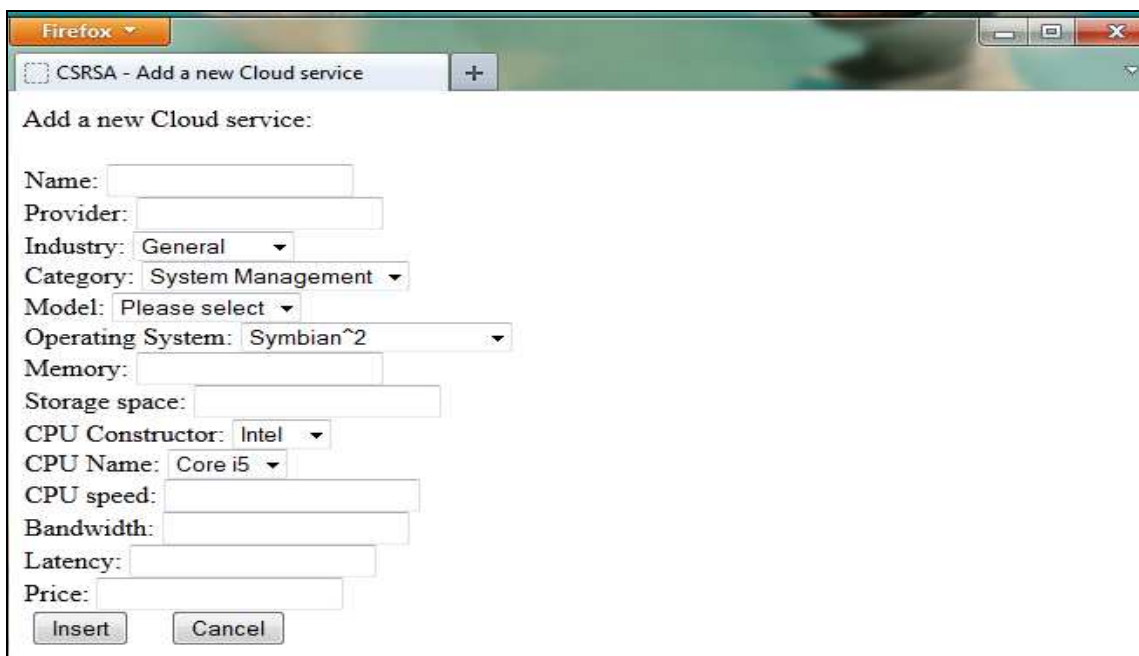 Firefox
CSRSA - Add a new Cloud service
Add a new Cloud service:
Name:
Provider:
Industry: General
Category: System Management
Model: Please select
Operating System: Symbian^2
Memory:
Storage space:
CPU Constructor: Intel
CPU Name: Core i5
CPU speed:
Bandwidth:
Latency:
Price:
Insert Cancel